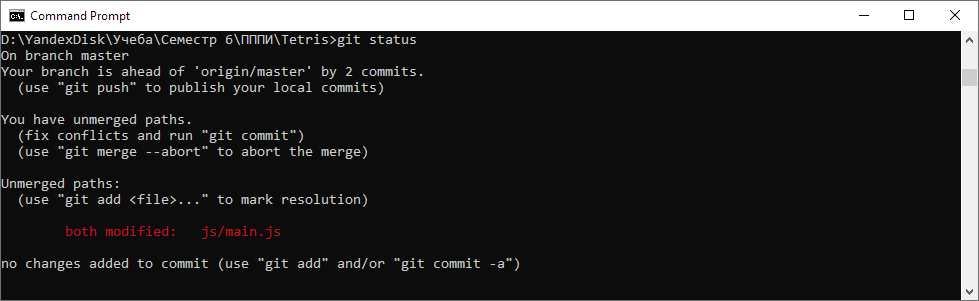 Command Prompt
D:\YandexDisk\Учеба\Семестр 6\ПППИ\Tetris>git status
On branch master
Your branch is ahead of 'origin/master' by 2 commits.
  (use "git push" to publish your local commits)

You have unmerged paths.
  (fix conflicts and run "git commit")
  (use "git merge --abort" to abort the merge)

Unmerged paths:
  (use "git add <file>..." to mark resolution)

        both modified:   js/main.js

no changes added to commit (use "git add" and/or "git commit -a")